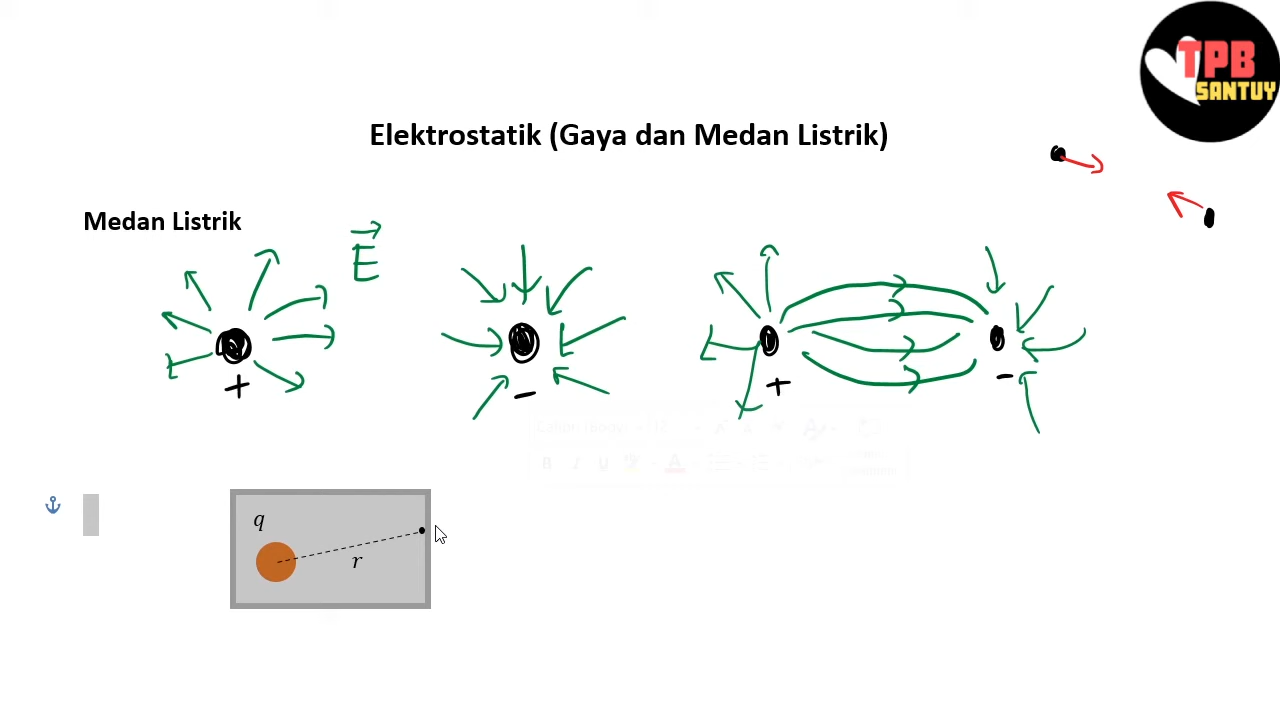 TPB
SANTUY
Elektrostatik (Gaya dan Medan Listrik)
Medan Listrik
E
+
-
+
-
q
r
B I U A